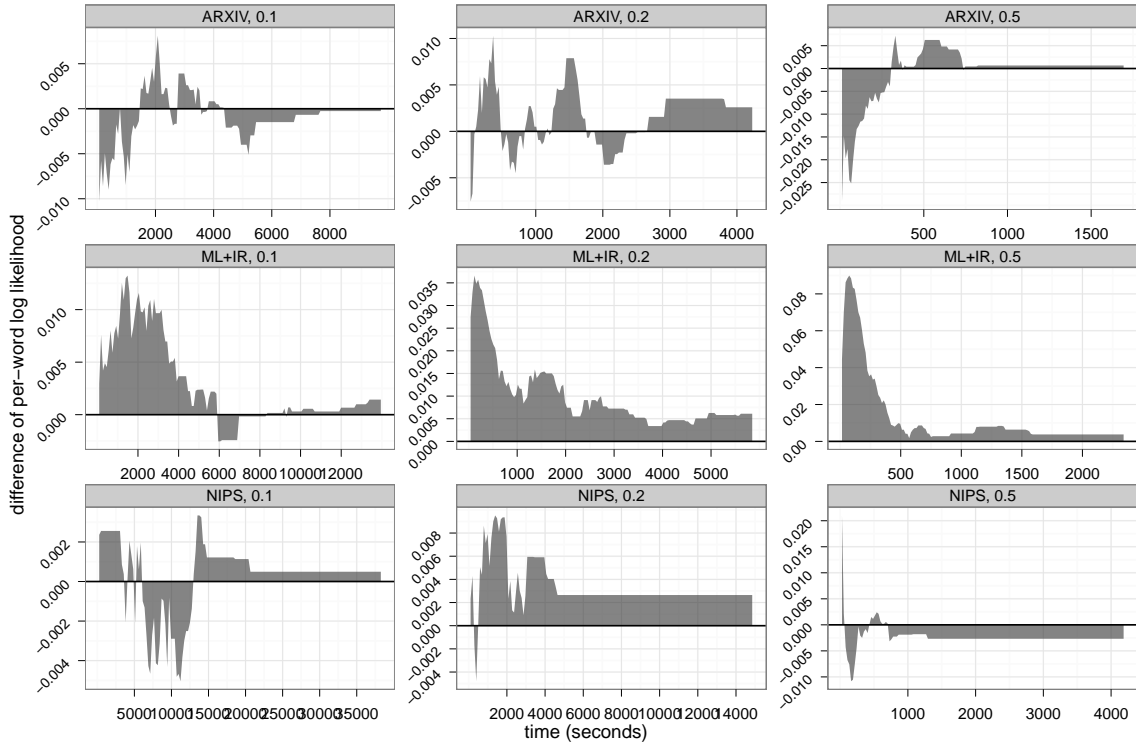 difference of per−word log likelihood
ARXIV, 0.1
0.005
0.000
−0.005
−0.010
2000 4000 6000 8000
ARXIV, 0.2
0.010
0.005
0.000
−0.005
1000 2000 3000 4000
ARXIV, 0.5
0.005
0.000
−0.005
−0.010
−0.015
−0.020
−0.025
500 1000 1500
ML+IR, 0.1
0.010
0.005
0.000
2000 4000 6000 8000 10000 12000
ML+IR, 0.2
0.035
0.030
0.025
0.020
0.015
0.010
0.005
0.000
1000 2000 3000 4000 5000
ML+IR, 0.5
0.08
0.06
0.04
0.02
0.00
500 1000 1500 2000
NIPS, 0.1
0.002
0.000
−0.002
−0.004
5000 10000 15000 20000 25000 30000 35000
NIPS, 0.2
0.008
0.006
0.004
0.002
0.000
−0.002
−0.004
2000 4000 6000 8000 10000 12000 14000
NIPS, 0.5
0.020
0.015
0.010
0.005
0.000
−0.005
−0.010
1000 2000 3000 4000
time (seconds)